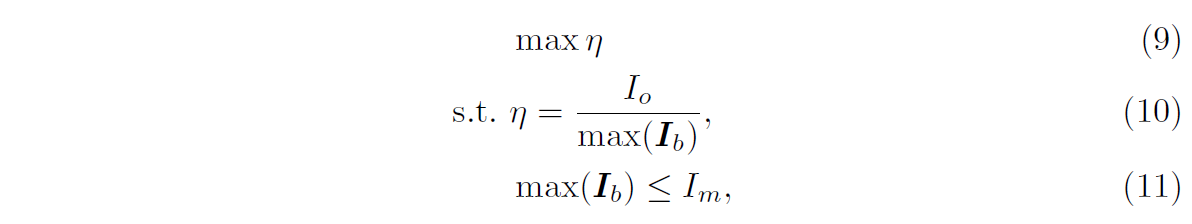 max η (9)
s.t. η = I_o / max(I_b), (10)
max(I_b) ≤ I_m, (11)